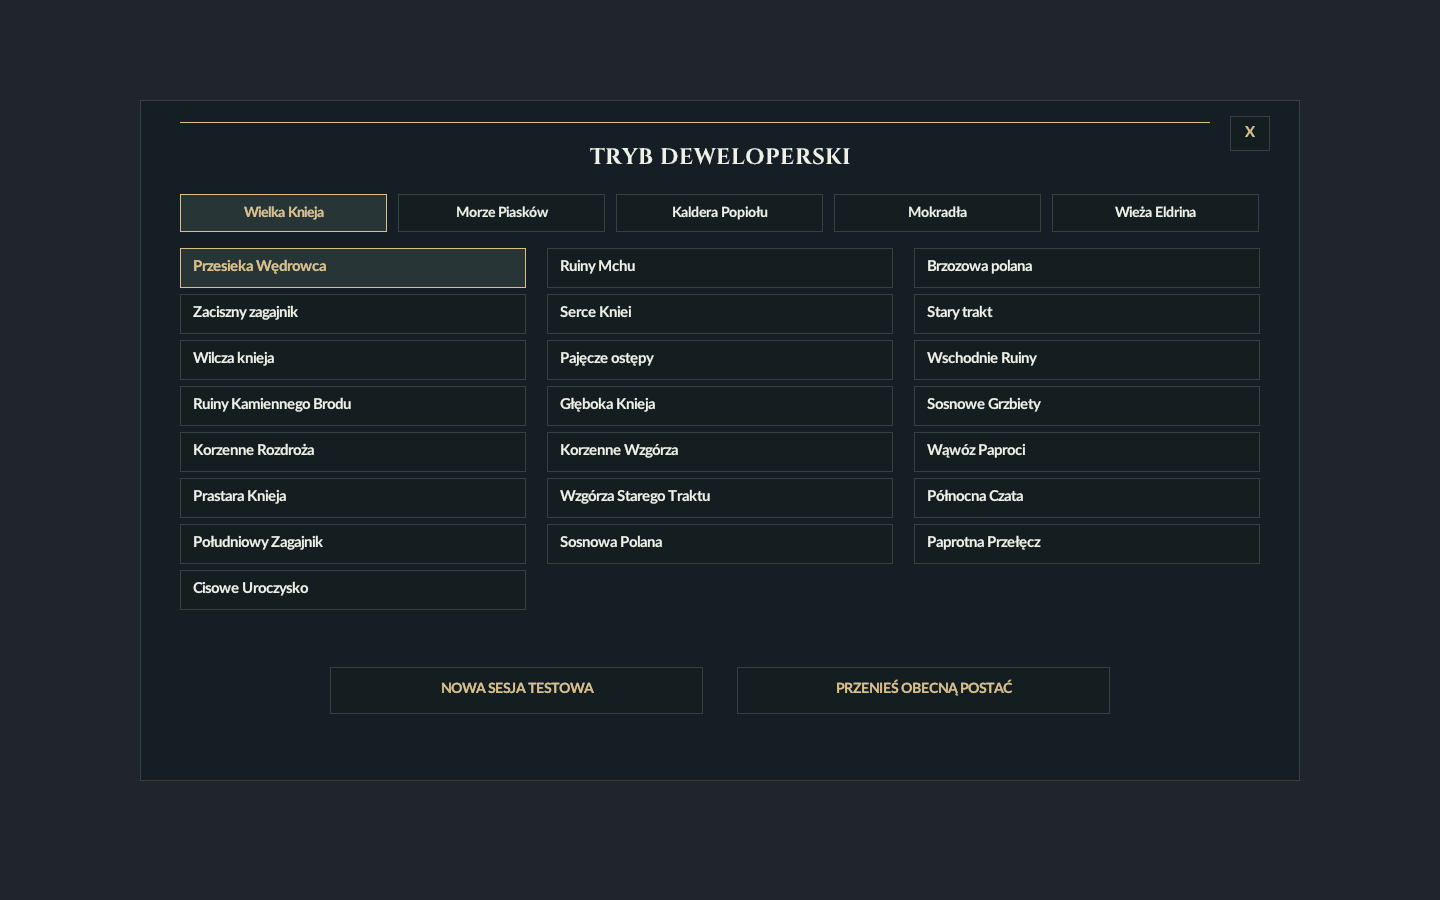 X
TRYB DEWELOPERSKI
Wielka Knieja
Morze Piasków
Kaldera Popiołu
Mokradła
Wieża Eldrina
Przesieka Wędrowca
Ruiny Mchu
Brzozowa polana
Zaciszny zagajnik
Serce Kniei
Stary trakt
Wilcza knieja
Pajęcze ostępy
Wschodnie Ruiny
Ruiny Kamiennego Brodu
Głęboka Knieja
Sosnowe Grzbiety
Korzenne Rozdroża
Korzenne Wzgórza
Wąwóz Paproci
Prastara Knieja
Wzgórza Starego Traktu
Północna Czata
Południowy Zagajnik
Sosnowa Polana
Paprotna Przełęcz
Cisowe Uroczysko
NOWA SESJA TESTOWA
PRZENIEŚ OBECNĄ POSTAĆ